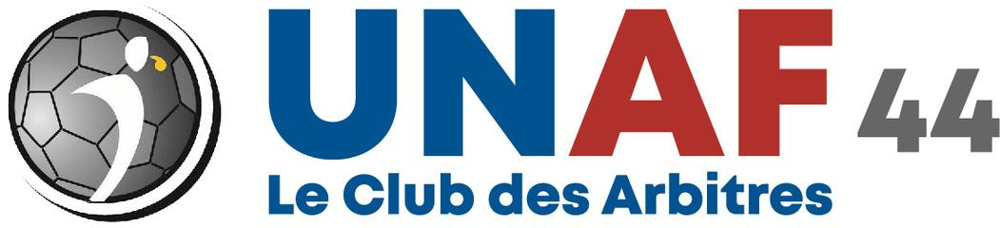 UNAF 44
Le Club des Arbitres